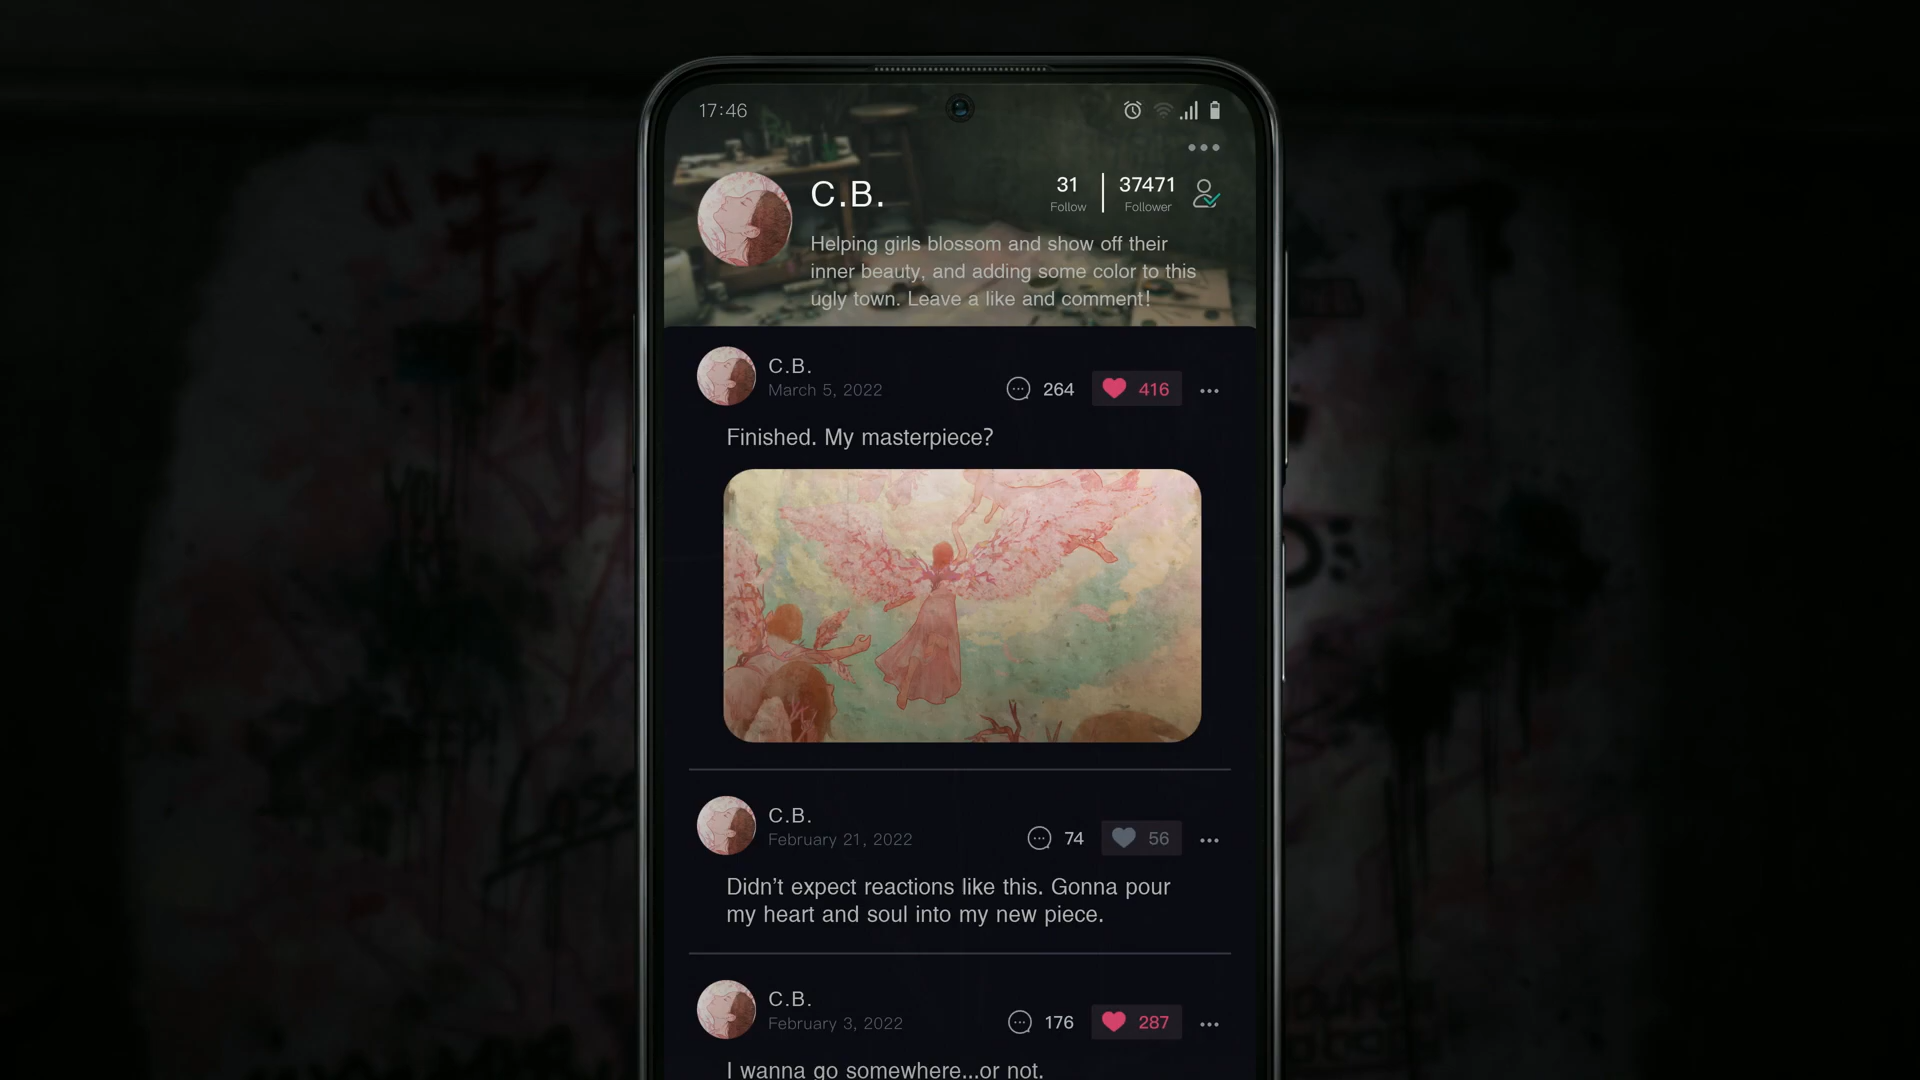 17:46
C.B.
31
Follow
37471
Follower
Helping girls blossom and show off their
inner beauty, and adding some color to this
ugly town. Leave a like and comment!
C.B.
March 5, 2022
264
416
Finished. My masterpiece?
C.B.
February 21, 2022
74
56
Didn’t expect reactions like this. Gonna pour
my heart and soul into my new piece.
C.B.
February 3, 2022
176
287
I wanna go somewhere...or not.